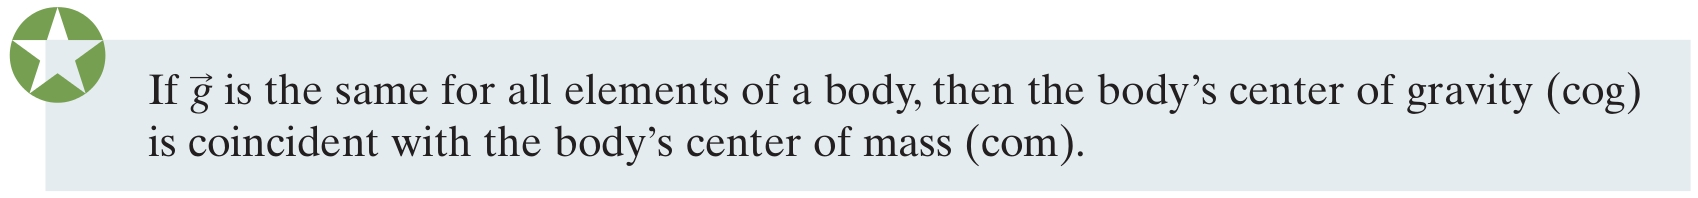 If $\vec{g}$ is the same for all elements of a body, then the body’s center of gravity (cog)
is coincident with the body’s center of mass (com).